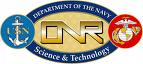 DEPARTMENT OF THE NAVY
ONR
Science & Technology